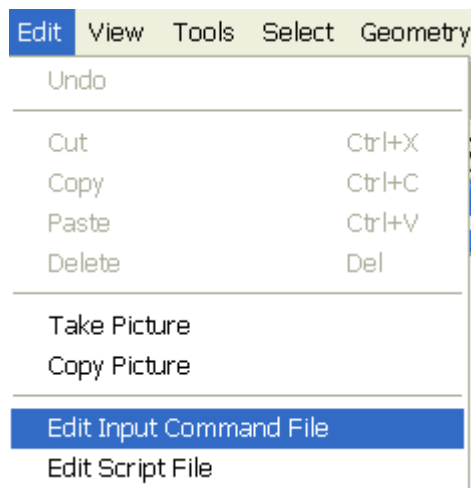 Edit View Tools Select Geometry
Undo
Cut Ctrl+X
Copy Ctrl+C
Paste Ctrl+V
Delete Del
Take Picture
Copy Picture
Edit Input Command File
Edit Script File